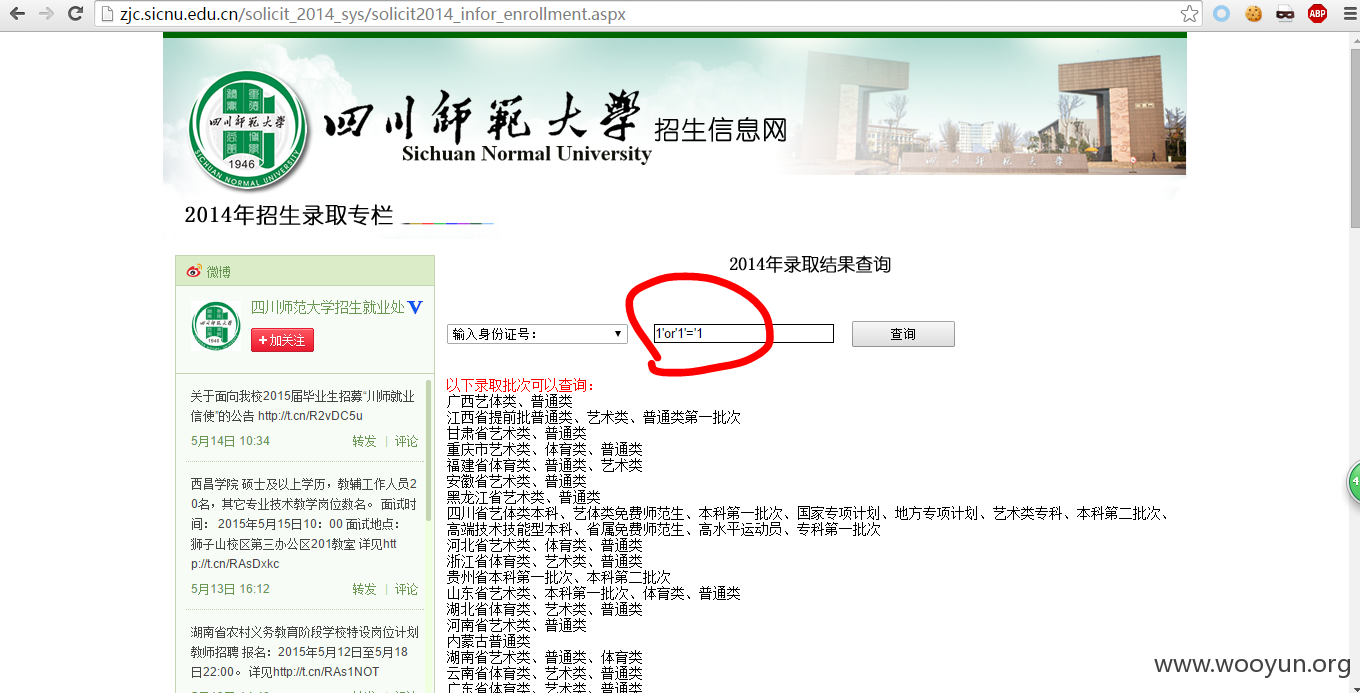 zjc.sicnu.edu.cn/solicit_2014_sys/solicit2014_infor_enrollment.aspx
ABP
四川師範大學
1946
SICHUAN NORMAL UNIVERSITY
四川師範大學
Sichuan Normal University
招生信息网
2014年招生录取专栏
微博
四川师范大学招生就业处
+加关注
关于面向我校2015届毕业生招募“川师就业
信使”的公告 http://t.cn/R2vDC5u
5月14日 10:34 转发 | 评论
西昌学院 硕士及以上学历，教辅工作人员2
0名，其它专业技术教学岗位数名。 面试时
间： 2015年5月15日10：00 面试地点：
狮子山校区第三办公区201教室 详见htt
p://t.cn/RAsDxkc
5月13日 16:12 转发 | 评论
湖南省农村义务教育阶段学校特设岗位计划
教师招聘 报名：2015年5月12日至5月18
日22:00。 详见http://t.cn/RAs1NOT
2014年录取结果查询
输入身份证号：
1'or'1'='1
查询
以下录取批次可以查询：
广西艺体类、普通类
江西省提前批普通类、艺术类、普通类第一批次
甘肃省艺术类、普通类
重庆市艺术类、体育类、普通类
福建省体育类、普通类、艺术类
安徽省艺术类、普通类
黑龙江省艺术类、普通类
四川省艺体类本科、艺体类免费师范生、本科第一批次、国家专项计划、地方专项计划、艺术类专科、本科第二批次、
高端技术技能型本科、省属免费师范生、高水平运动员、专科第一批次
河北省艺术类、体育类、普通类
浙江省体育类、艺术类、普通类
贵州省本科第一批次、本科第二批次
山东省艺术类、本科第一批次、体育类、普通类
湖北省体育类、艺术类、普通类
河南省艺术类、普通类
内蒙古普通类
湖南省艺术类、普通类、体育类
云南省体育类、艺术类、普通类
广东省体育类、艺术类、普通类
4
www.wooyun.org